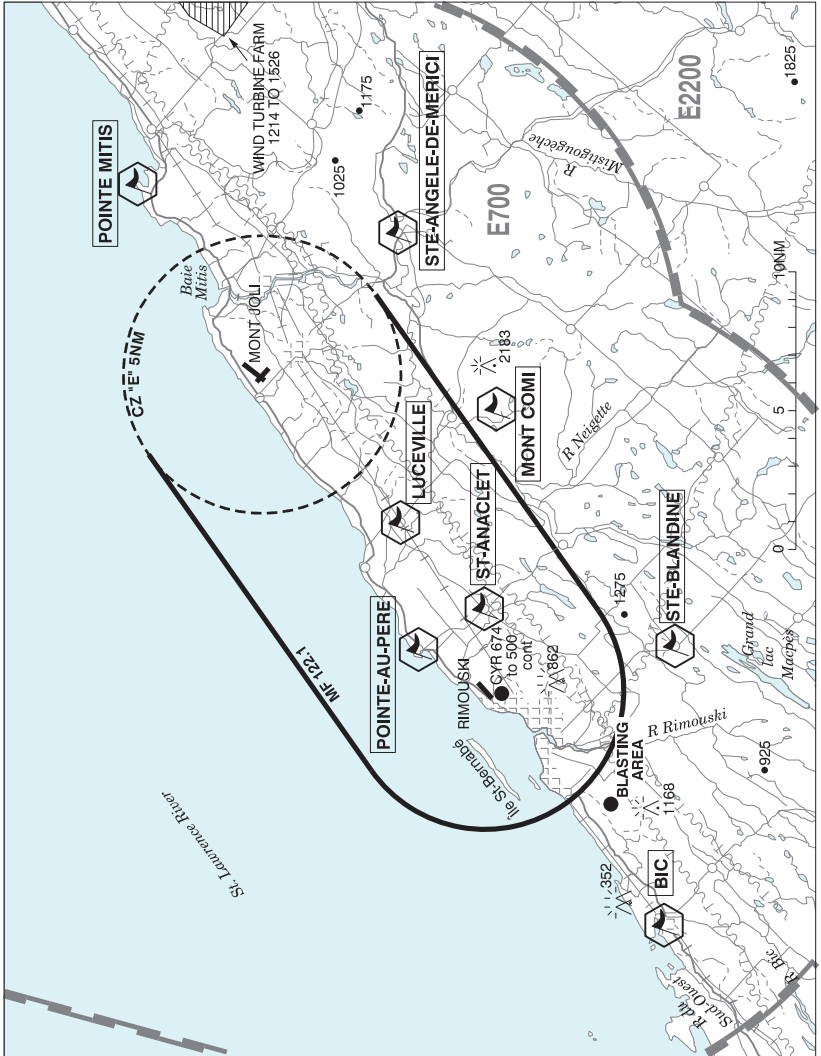 WIND TURBINE FARM
1214 TO 1526
1175
1825
E2200
POINTE MITIS
1025
R
Mistigougèche
E700
STE-ANGELE-DE-MERICI
Baie
Mitis
CZ "E" 5NM
MONT JOLI
10NM
5
0
2183
MONT COMI
R Neigette
LUCEVILLE
ST-ANACLET
STE-BLANDINE
1275
MF 122.1
POINTE-AU-PERE
RIMOUSKI
CYR 674
to 500
cont
862
Grand
lac
Macpès
R Rimouski
BLASTING
AREA
925
Île St-Bernabé
1168
St. Lawrence River
352
BIC
R Bic
R du
Sud-Ouest